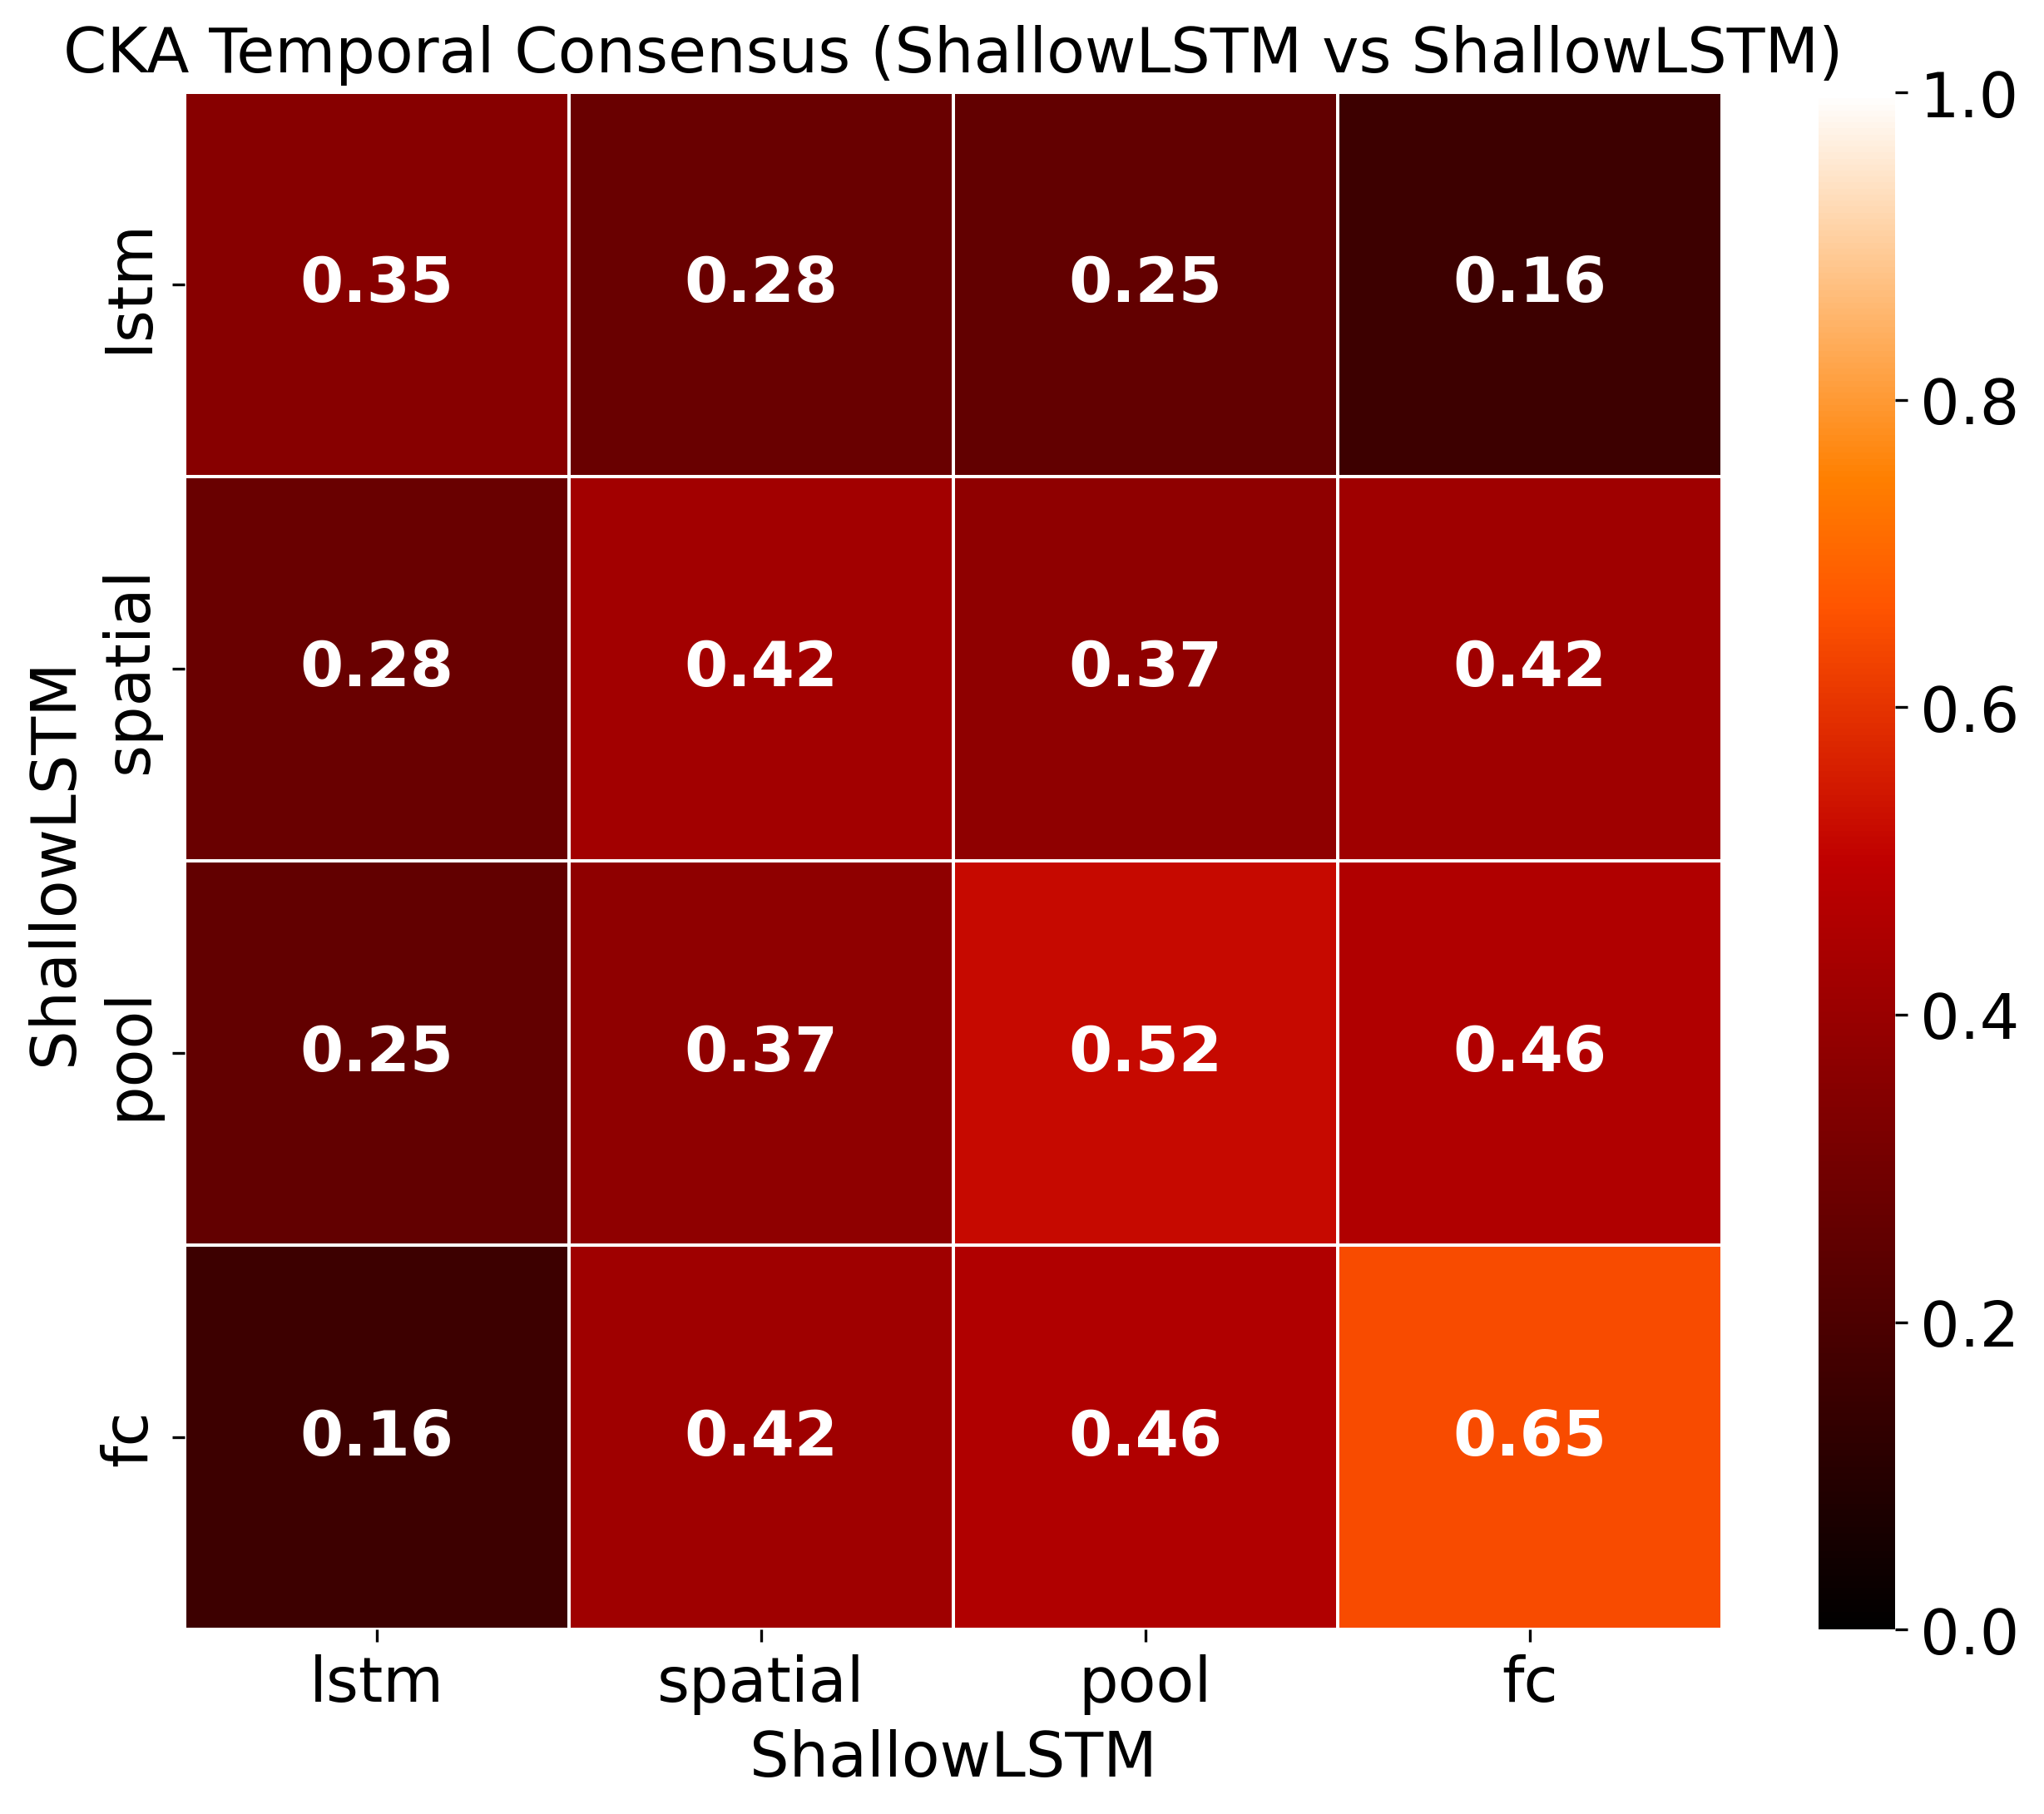 CKA Temporal Consensus (ShallowLSTM vs ShallowLSTM)
ShallowLSTM
lstm 0.35 0.28 0.25 0.16
spatial 0.28 0.42 0.37 0.42
pool 0.25 0.37 0.52 0.46
fc 0.16 0.42 0.46 0.65
lstm spatial pool fc
ShallowLSTM
1.0
0.8
0.6
0.4
0.2
0.0